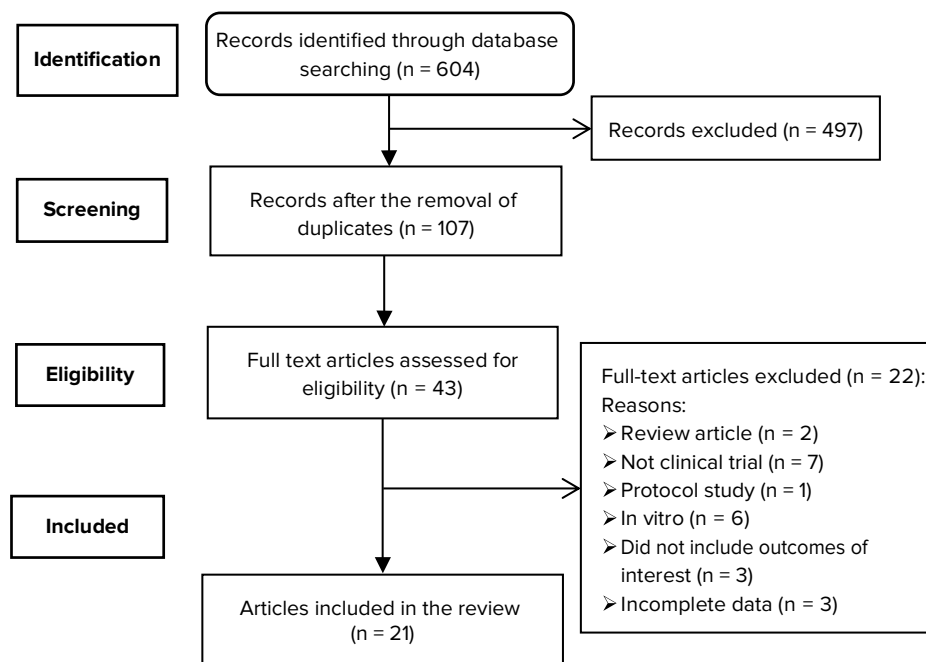 Identification
Records identified through database
searching (n = 604)
Records excluded (n = 497)
Screening
Records after the removal of
duplicates (n = 107)
Eligibility
Full text articles assessed for
eligibility (n = 43)
Full-text articles excluded (n = 22):
Reasons:
➢ Review article (n = 2)
➢ Not clinical trial (n = 7)
➢ Protocol study (n = 1)
➢ In vitro (n = 6)
➢ Did not include outcomes of
interest (n = 3)
➢ Incomplete data (n = 3)
Included
Articles included in the review
(n = 21)